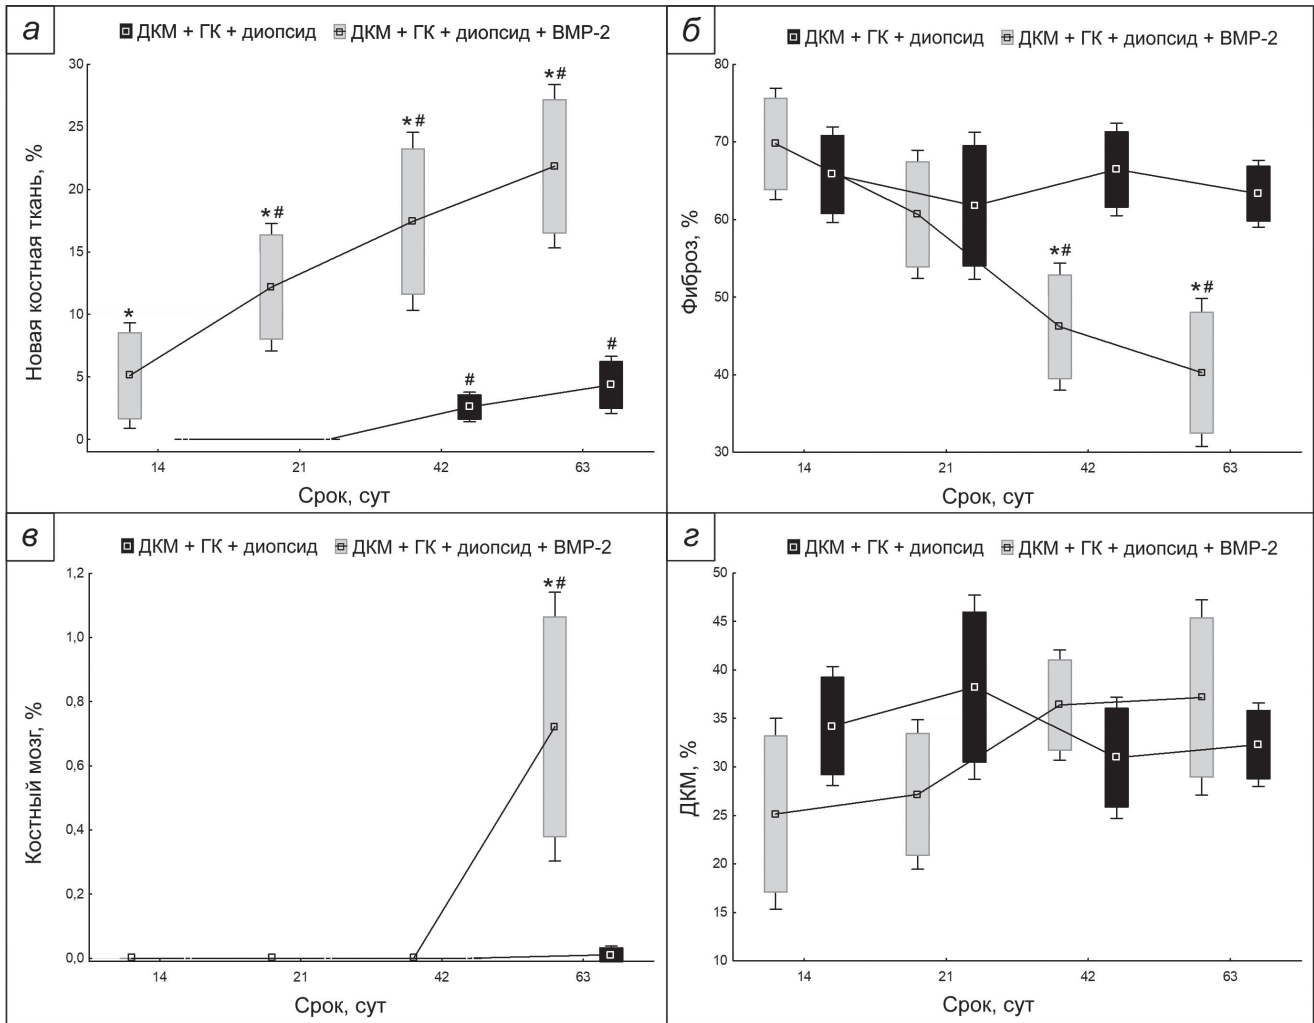 а
ДКМ + ГК + диопсид ДКМ + ГК + диопсид + BMP-2
Новая костная ткань, %
30
25
20
15
10
5
0
*
*#
*#
*#
#
#
14 21 42 63
Срок, сут
б
ДКМ + ГК + диопсид ДКМ + ГК + диопсид + BMP-2
Фиброз, %
80
70
60
50
40
30
*#
*#
14 21 42 63
Срок, сут
в
ДКМ + ГК + диопсид ДКМ + ГК + диопсид + BMP-2
Костный мозг, %
1,2
1,0
0,8
0,6
0,4
0,2
0,0
*#
14 21 42 63
Срок, сут
г
ДКМ + ГК + диопсид ДКМ + ГК + диопсид + BMP-2
ДКМ, %
50
45
40
35
30
25
20
15
10
14 21 42 63
Срок, сут